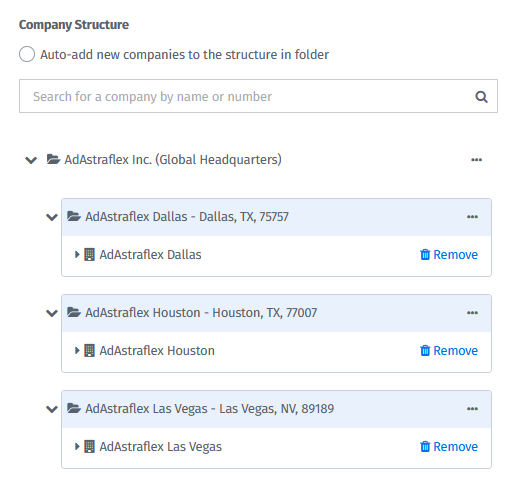 Company Structure
Auto-add new companies to the structure in folder
Search for a company by name or number
AdAstraflex Inc. (Global Headquarters)
AdAstraflex Dallas - Dallas, TX, 75757
AdAstraflex Dallas Remove
AdAstraflex Houston - Houston, TX, 77007
AdAstraflex Houston Remove
AdAstraflex Las Vegas - Las Vegas, NV, 89189
AdAstraflex Las Vegas Remove